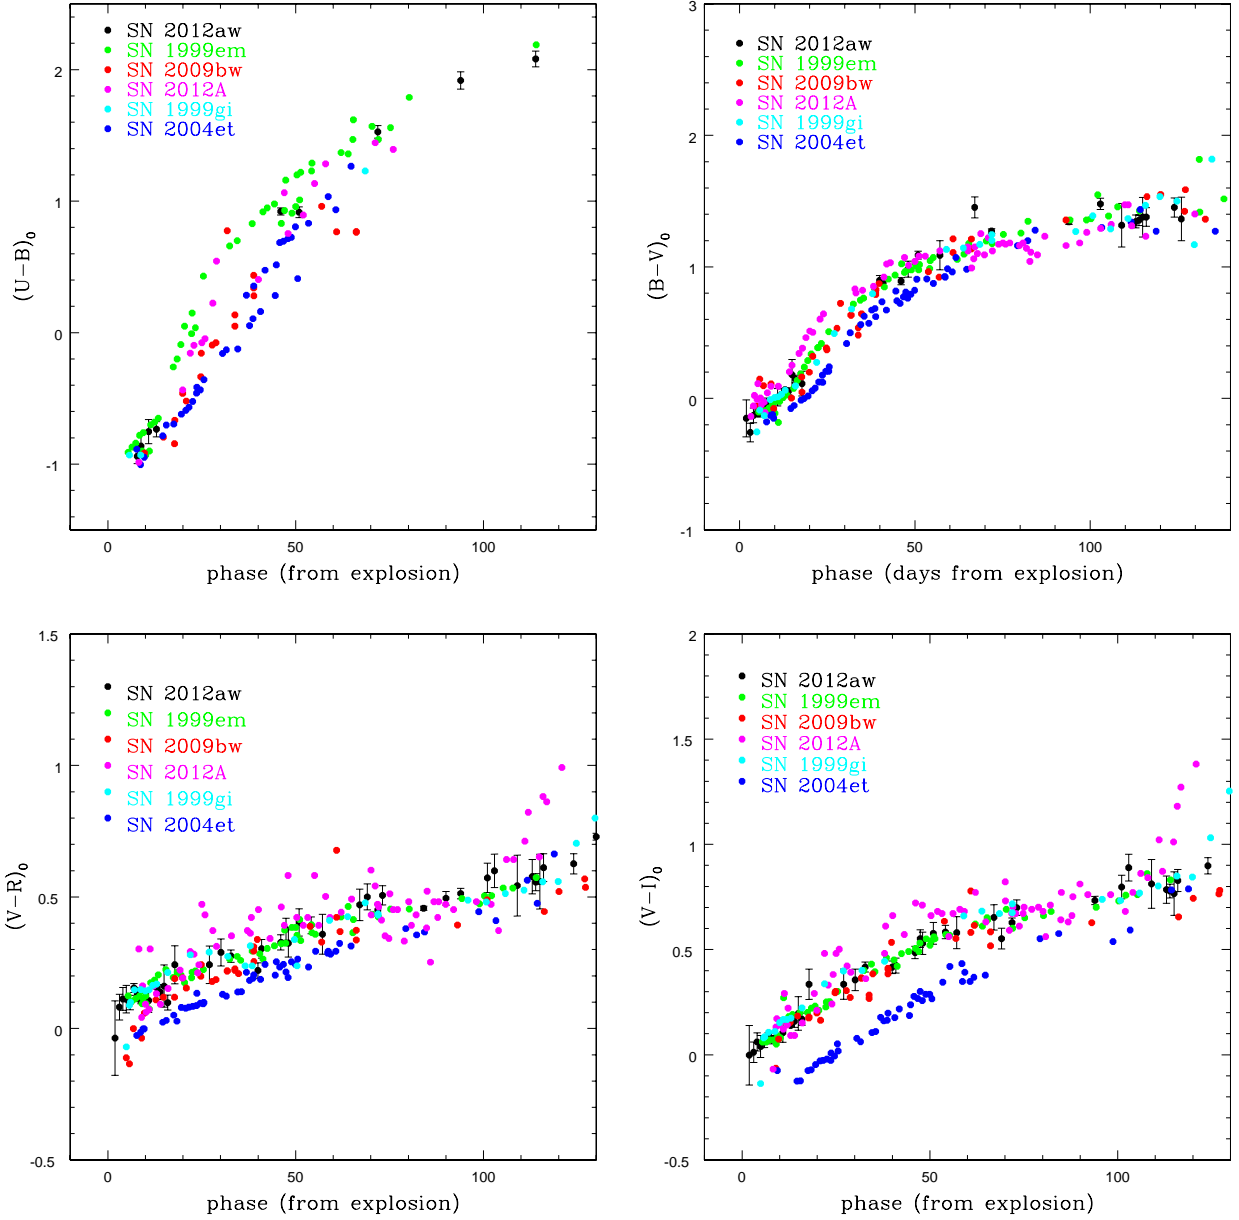 SN 2012aw
SN 1999em
SN 2009bw
SN 2012A
SN 1999gi
SN 2004et
2
1
0
-1
(U-B)0
0 50 100
phase (from explosion)
SN 2012aw
SN 1999em
SN 2009bw
SN 2012A
SN 1999gi
SN 2004et
3
2
1
0
-1
(B-V)0
0 50 100
phase (days from explosion)
SN 2012aw
SN 1999em
SN 2009bw
SN 2012A
SN 1999gi
SN 2004et
1.5
1
0.5
0
-0.5
(V-R)0
0 50 100
phase (from explosion)
SN 2012aw
SN 1999em
SN 2009bw
SN 2012A
SN 1999gi
SN 2004et
2
1.5
1
0.5
0
-0.5
(V-I)0
0 50 100
phase (from explosion)